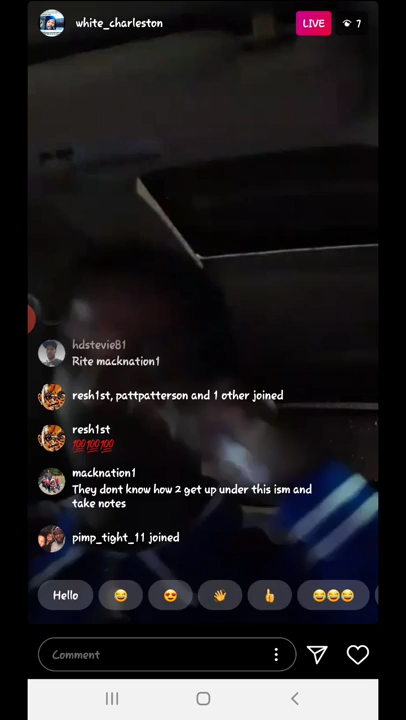 white_charleston
LIVE
7
hdstevie81
Rite macknation1
resh1st, pattpatterson and 1 other joined
resh1st
💯💯💯
macknation1
They dont know how 2 get up under this ism and
take notes
pimp_tight_11 joined
Hello
😂
😍
👋
👍
😂😂😂
Comment